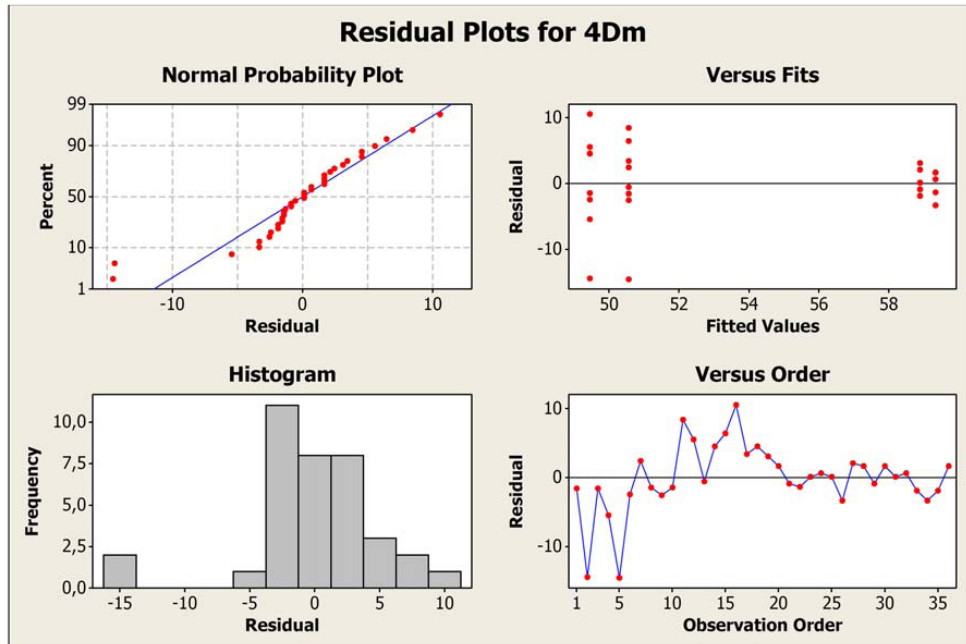 Residual Plots for 4Dm
Normal Probability Plot
99
90
50
10
1
Percent
-10
0
10
Residual
Versus Fits
10
0
-10
Residual
50
52
54
56
58
Fitted Values
Histogram
10,0
7,5
5,0
2,5
0,0
Frequency
-15
-10
-5
0
5
10
Residual
Versus Order
10
0
-10
Residual
1
5
10
15
20
25
30
35
Observation Order